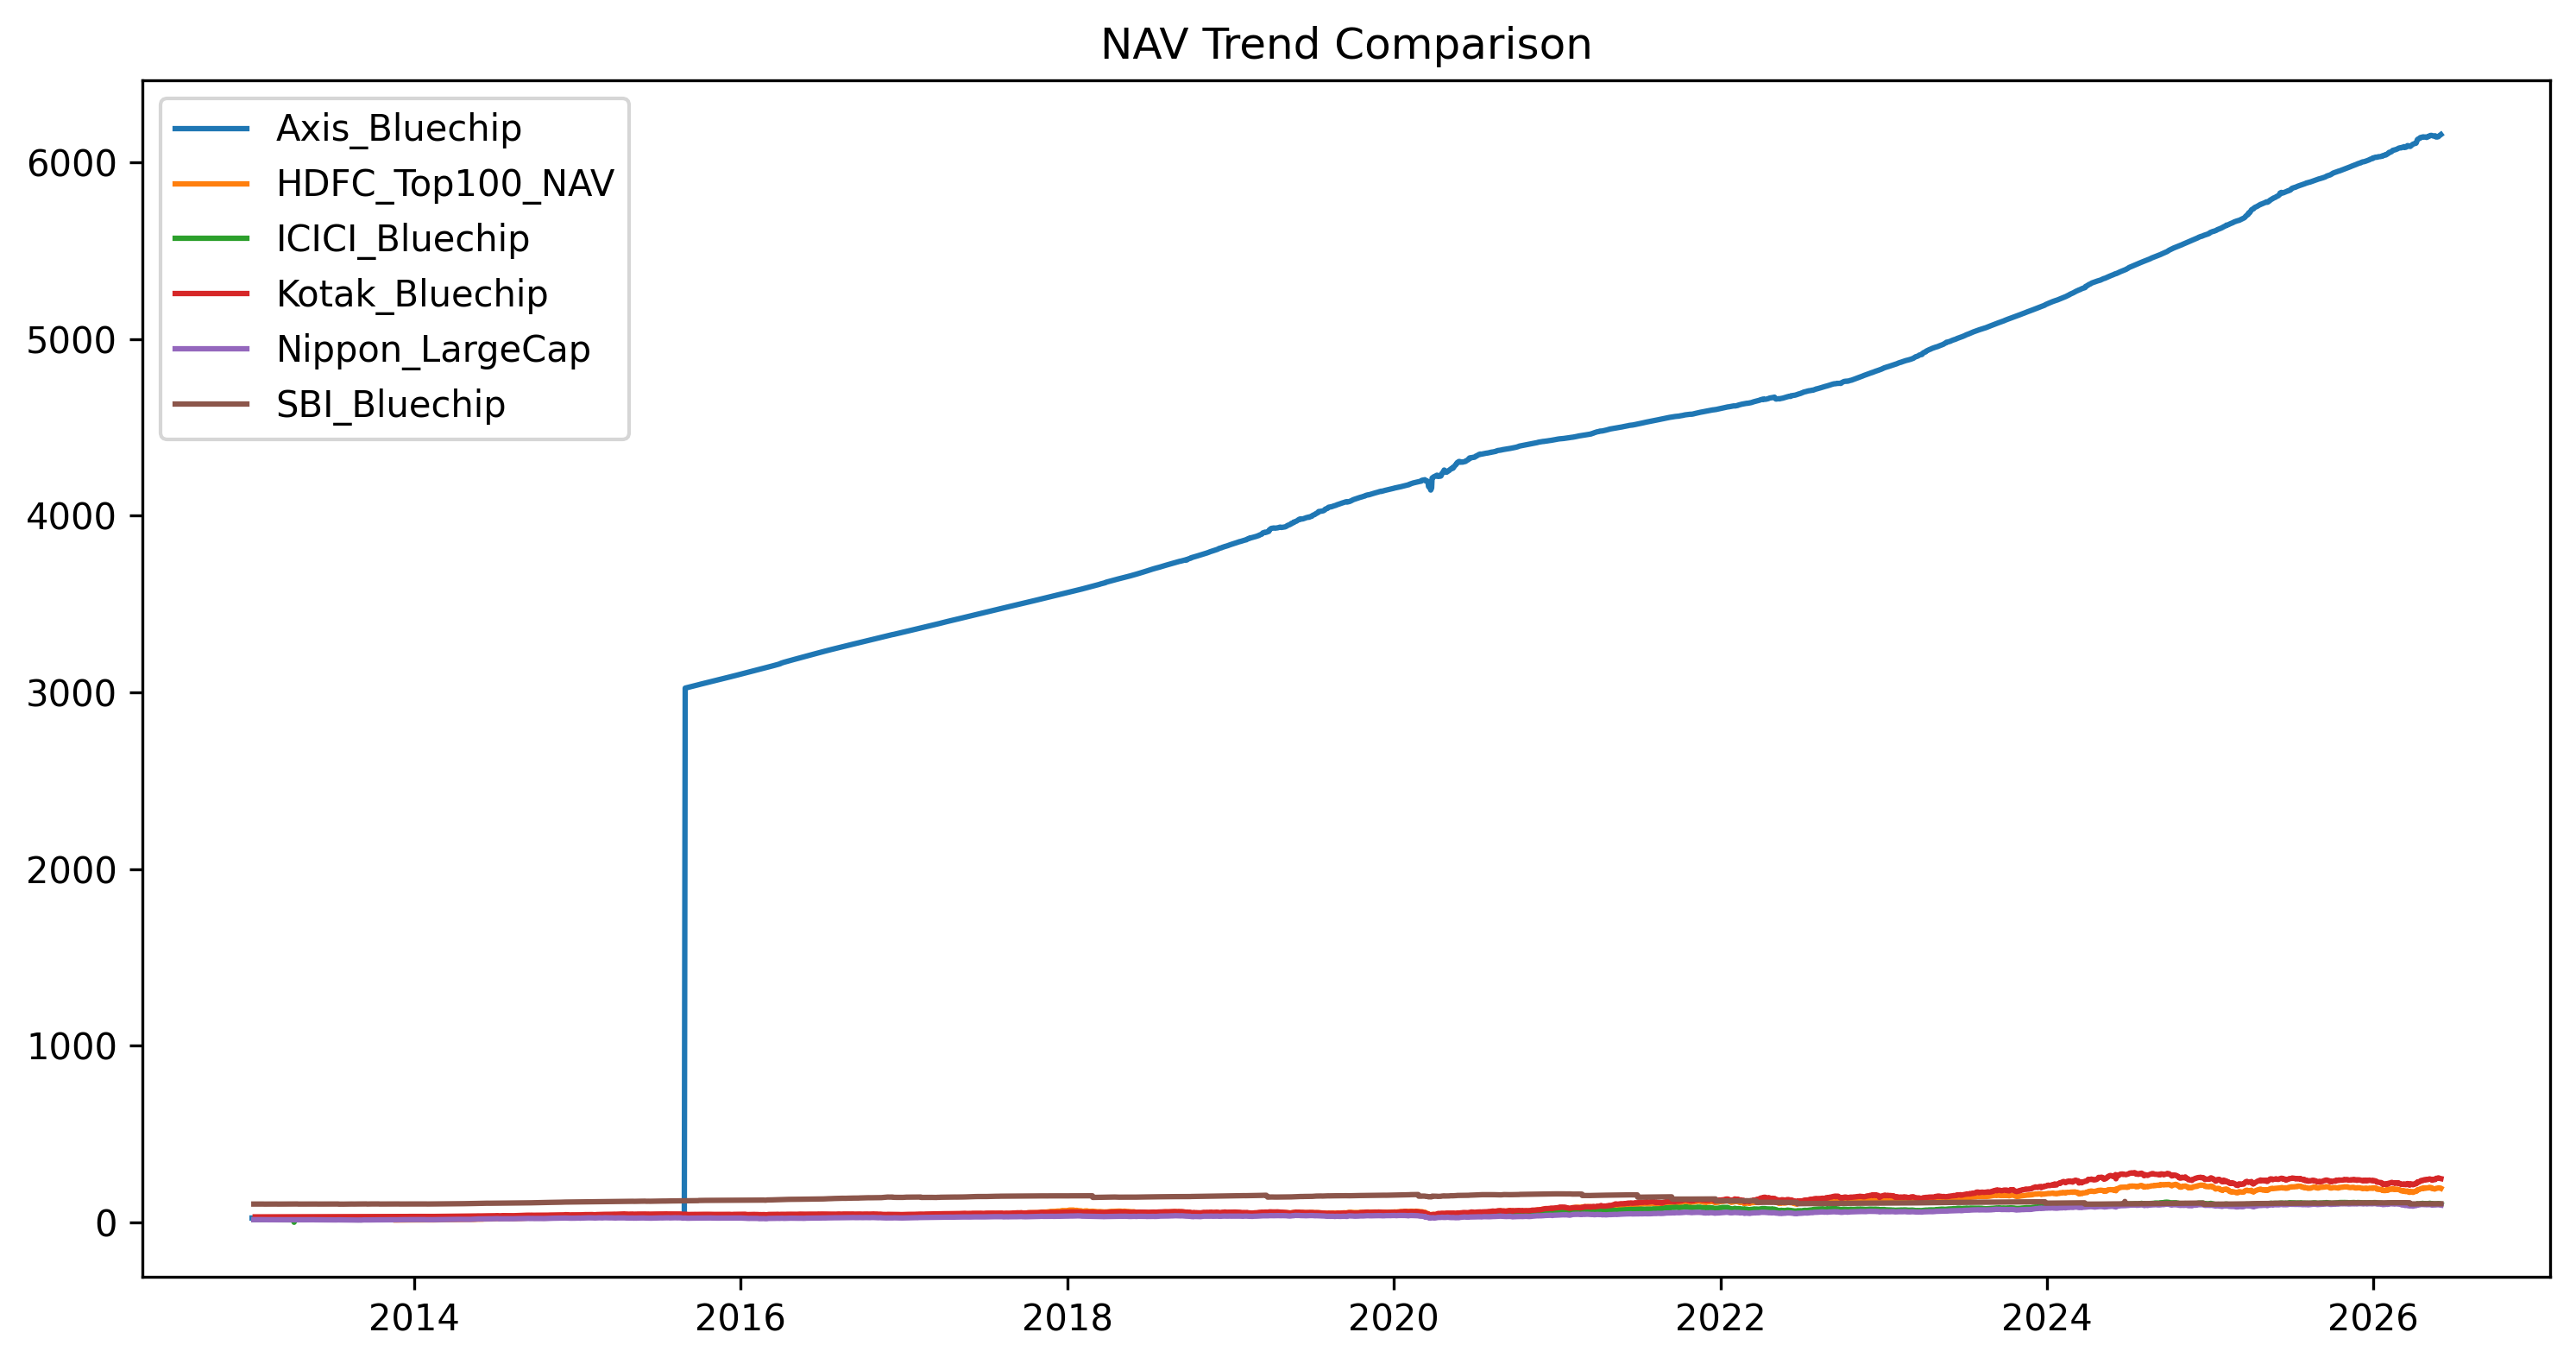 NAV Trend Comparison
Axis_Bluechip
HDFC_Top100_NAV
ICICI_Bluechip
Kotak_Bluechip
Nippon_LargeCap
SBI_Bluechip
6000
5000
4000
3000
2000
1000
0
2014 2016 2018 2020 2022 2024 2026